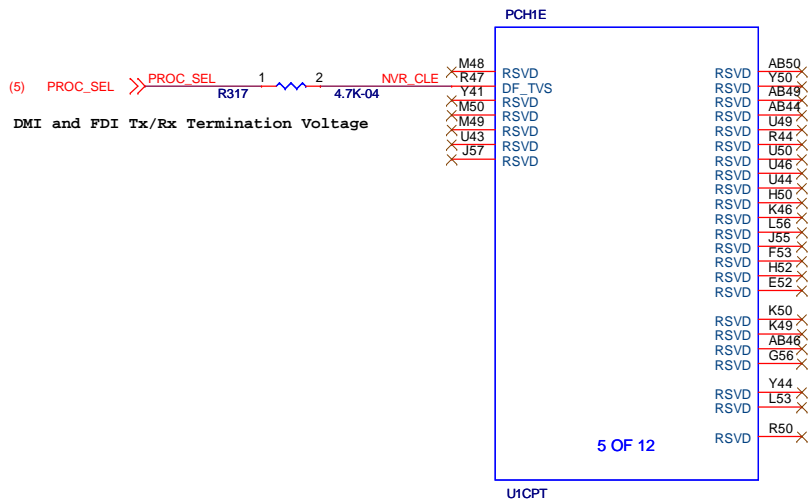 PCH1E
M48 RSVD RSVD AB50
(5) PROC_SEL PROC_SEL 1 2 NVR_CLE R47 DF_TVS RSVD Y50
R317 4.7K-04
Y41 RSVD RSVD AB49
DMI and FDI Tx/Rx Termination Voltage
M50 RSVD RSVD AB44
M49 RSVD RSVD U49
U43 RSVD RSVD R44
J57 RSVD RSVD U50
RSVD U46
RSVD U44
RSVD H50
RSVD K46
RSVD L56
RSVD J55
RSVD F53
RSVD H52
RSVD E52
RSVD K50
RSVD K49
RSVD AB46
RSVD G56
RSVD Y44
RSVD L53
RSVD R50
5 OF 12
U1CPT